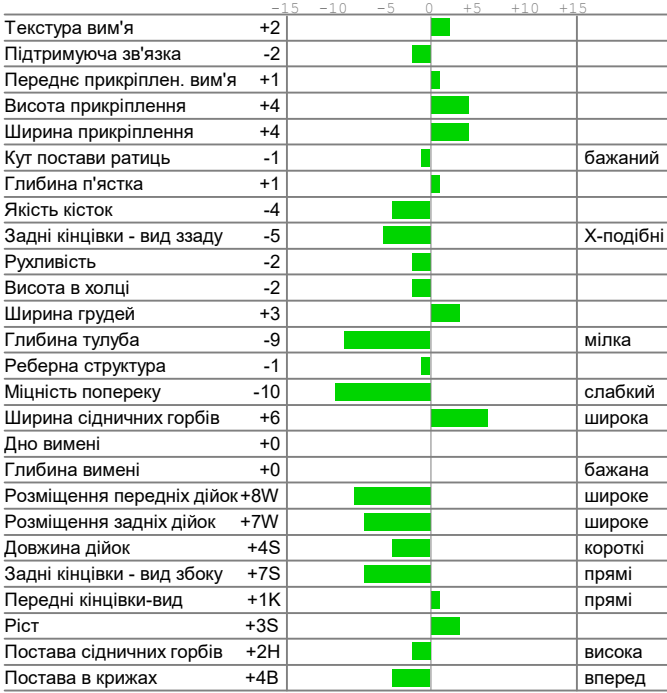 -15 -10 -5 0 +5 +10 +15
Текстура вим'я +2
Підтримуюча зв'язка -2
Переднє прикріплен. вим'я +1
Висота прикріплення +4
Ширина прикріплення +4
Кут постави ратиць -1 бажаний
Глибина п'ястка +1
Якість кісток -4
Задні кінцівки - вид ззаду -5 Х-подібні
Рухливість -2
Висота в холці -2
Ширина грудей +3
Глибина тулуба -9 мілка
Реберна структура -1
Міцність попереку -10 слабкий
Ширина сідничних горбів +6 широка
Дно вимені +0
Глибина вимені +0 бажана
Розміщення передніх дійок +8W широке
Розміщення задніх дійок +7W широке
Довжина дійок +4S короткі
Задні кінцівки - вид збоку +7S прямі
Передні кінцівки-вид +1K прямі
Ріст +3S
Постава сідничних горбів +2H висока
Постава в крижах +4B вперед